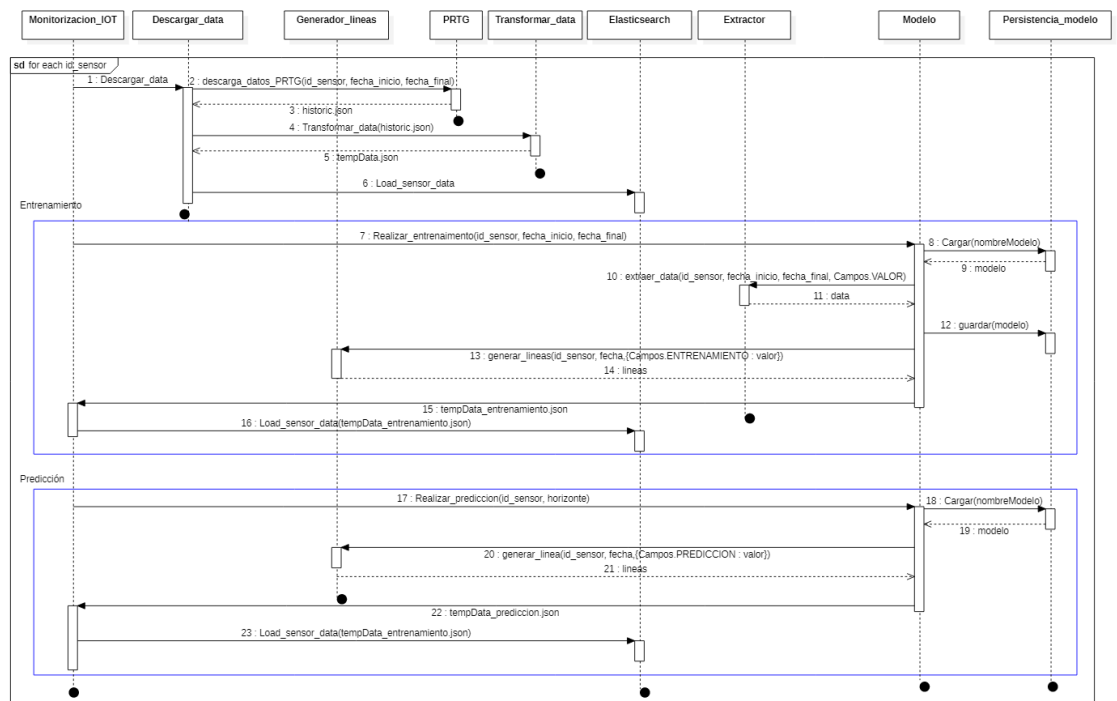 Monitorizacion_IOT
Descargar_data
Generador_lineas
PRTG
Transformar_data
Elasticsearch
Extractor
Modelo
Persistencia_modelo
sd for each id_sensor
1 : Descargar_data
2 : descarga_datos_PRTG(id_sensor, fecha_inicio, fecha_final)
3 : historic.json
4 : Transformar_data(historic.json)
5 : tempData.json
6 : Load_sensor_data
Entrenamiento
7 : Realizar_entrenaimento(id_sensor, fecha_inicio, fecha_final)
8 : Cargar(nombreModelo)
9 : modelo
10 : extraer_data(id_sensor, fecha_inicio, fecha_final, Campos.VALOR)
11 : data
12 : guardar(modelo)
13 : generar_lineas(id_sensor, fecha,{Campos.ENTRENAMIENTO : valor})
14 : lineas
15 : tempData_entrenamiento.json
16 : Load_sensor_data(tempData_entrenamiento.json)
Predicción
17 : Realizar_prediccion(id_sensor, horizonte)
18 : Cargar(nombreModelo)
19 : modelo
20 : generar_linea(id_sensor, fecha,{Campos.PREDICCION : valor})
21 : lineas
22 : tempData_prediccion.json
23 : Load_sensor_data(tempData_entrenamiento.json)